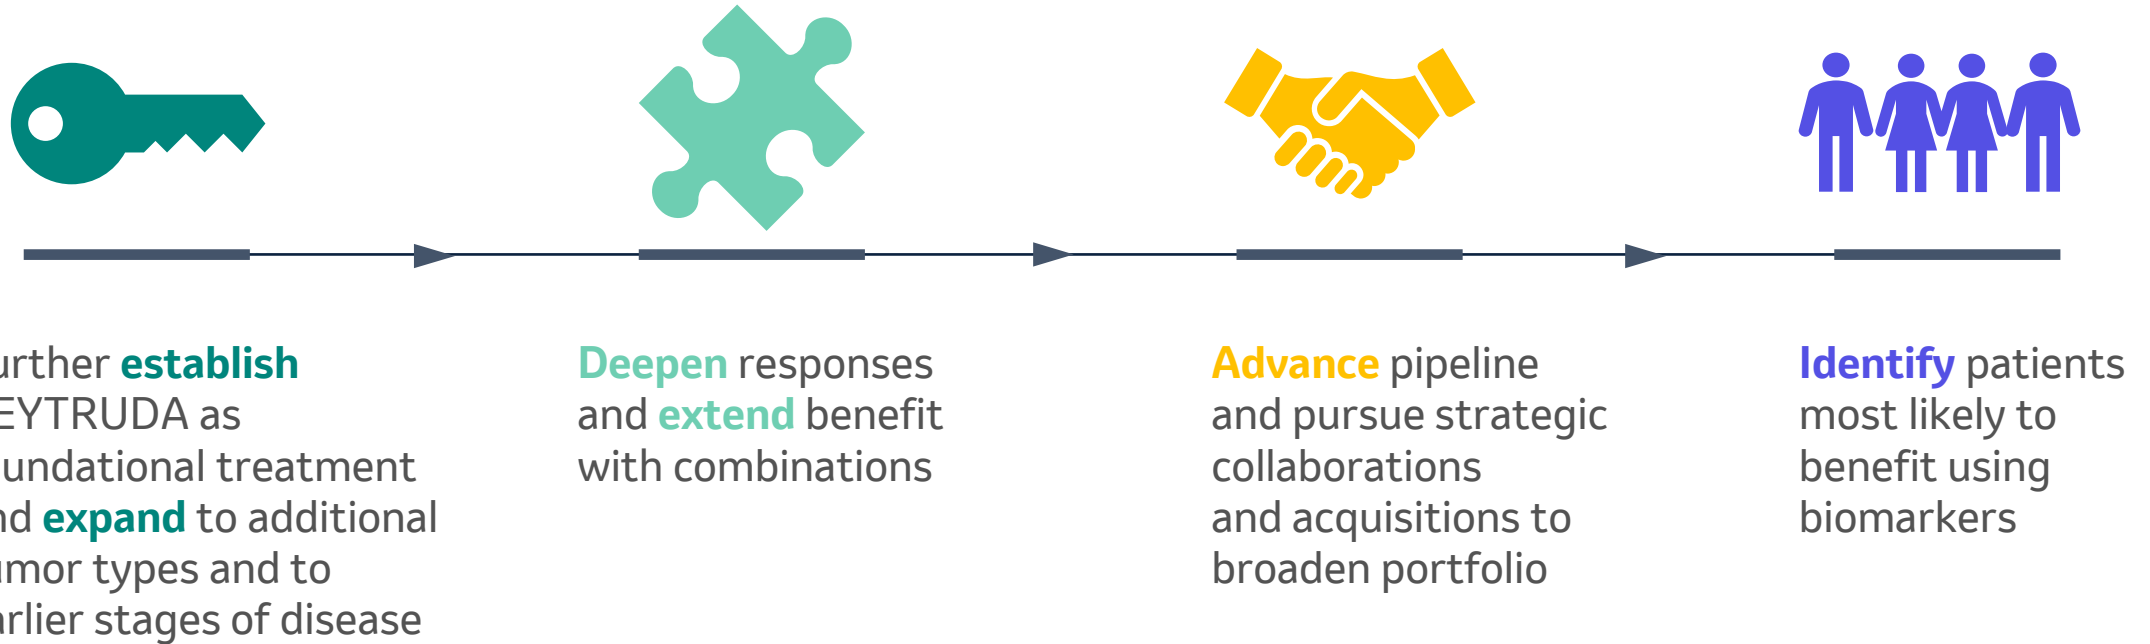 urther establish
EYTRUDA as
undational treatment
nd expand to additional
umor types and to
arlier stages of disease
Deepen responses
and extend benefit
with combinations
Advance pipeline
and pursue strategic
collaborations
and acquisitions to
broaden portfolio
Identify patients
most likely to
benefit using
biomarkers